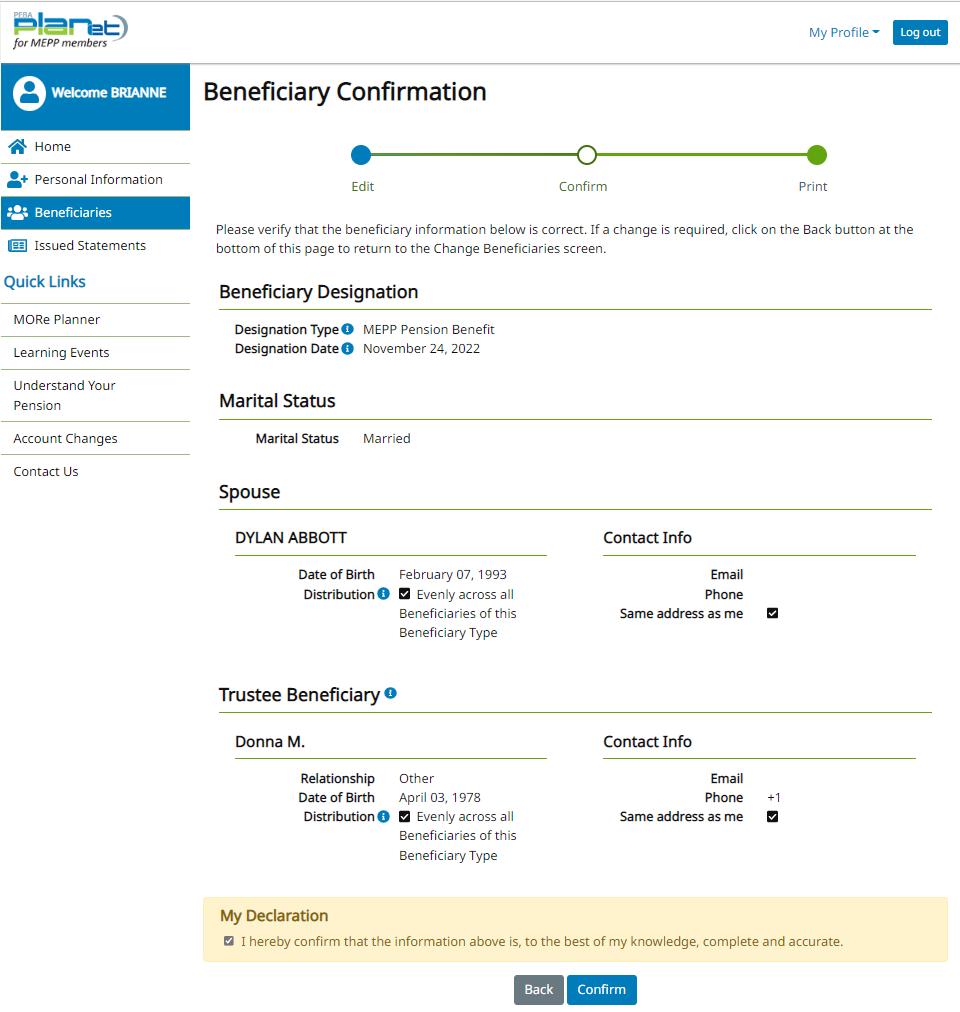 PEBA
planet
for MEPP members
My Profile
Log out
Welcome BRIANNE
Home
Personal Information
Beneficiaries
Issued Statements
Quick Links
MORe Planner
Learning Events
Understand Your
Pension
Account Changes
Contact Us
Beneficiary Confirmation
Edit Confirm Print
Please verify that the beneficiary information below is correct. If a change is required, click on the Back button at the
bottom of this page to return to the Change Beneficiaries screen.
Beneficiary Designation
Designation Type MEPP Pension Benefit
Designation Date November 24, 2022
Marital Status
Marital Status Married
Spouse
DYLAN ABBOTT
Date of Birth February 07, 1993
Distribution Evenly across all
Beneficiaries of this
Beneficiary Type
Contact Info
Email
Phone
Same address as me
Trustee Beneficiary
Donna M.
Relationship Other
Date of Birth April 03, 1978
Distribution Evenly across all
Beneficiaries of this
Beneficiary Type
Contact Info
Email
Phone +1
Same address as me
My Declaration
I hereby confirm that the information above is, to the best of my knowledge, complete and accurate.
Back Confirm